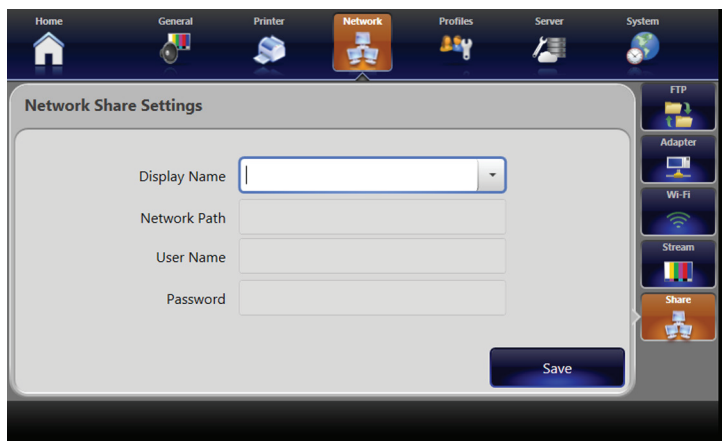 Home General Printer Network Profiles Server System
FTP
Network Share Settings
Adapter
Display Name
Wi-Fi
Network Path
User Name
Stream
Password
Share
Save